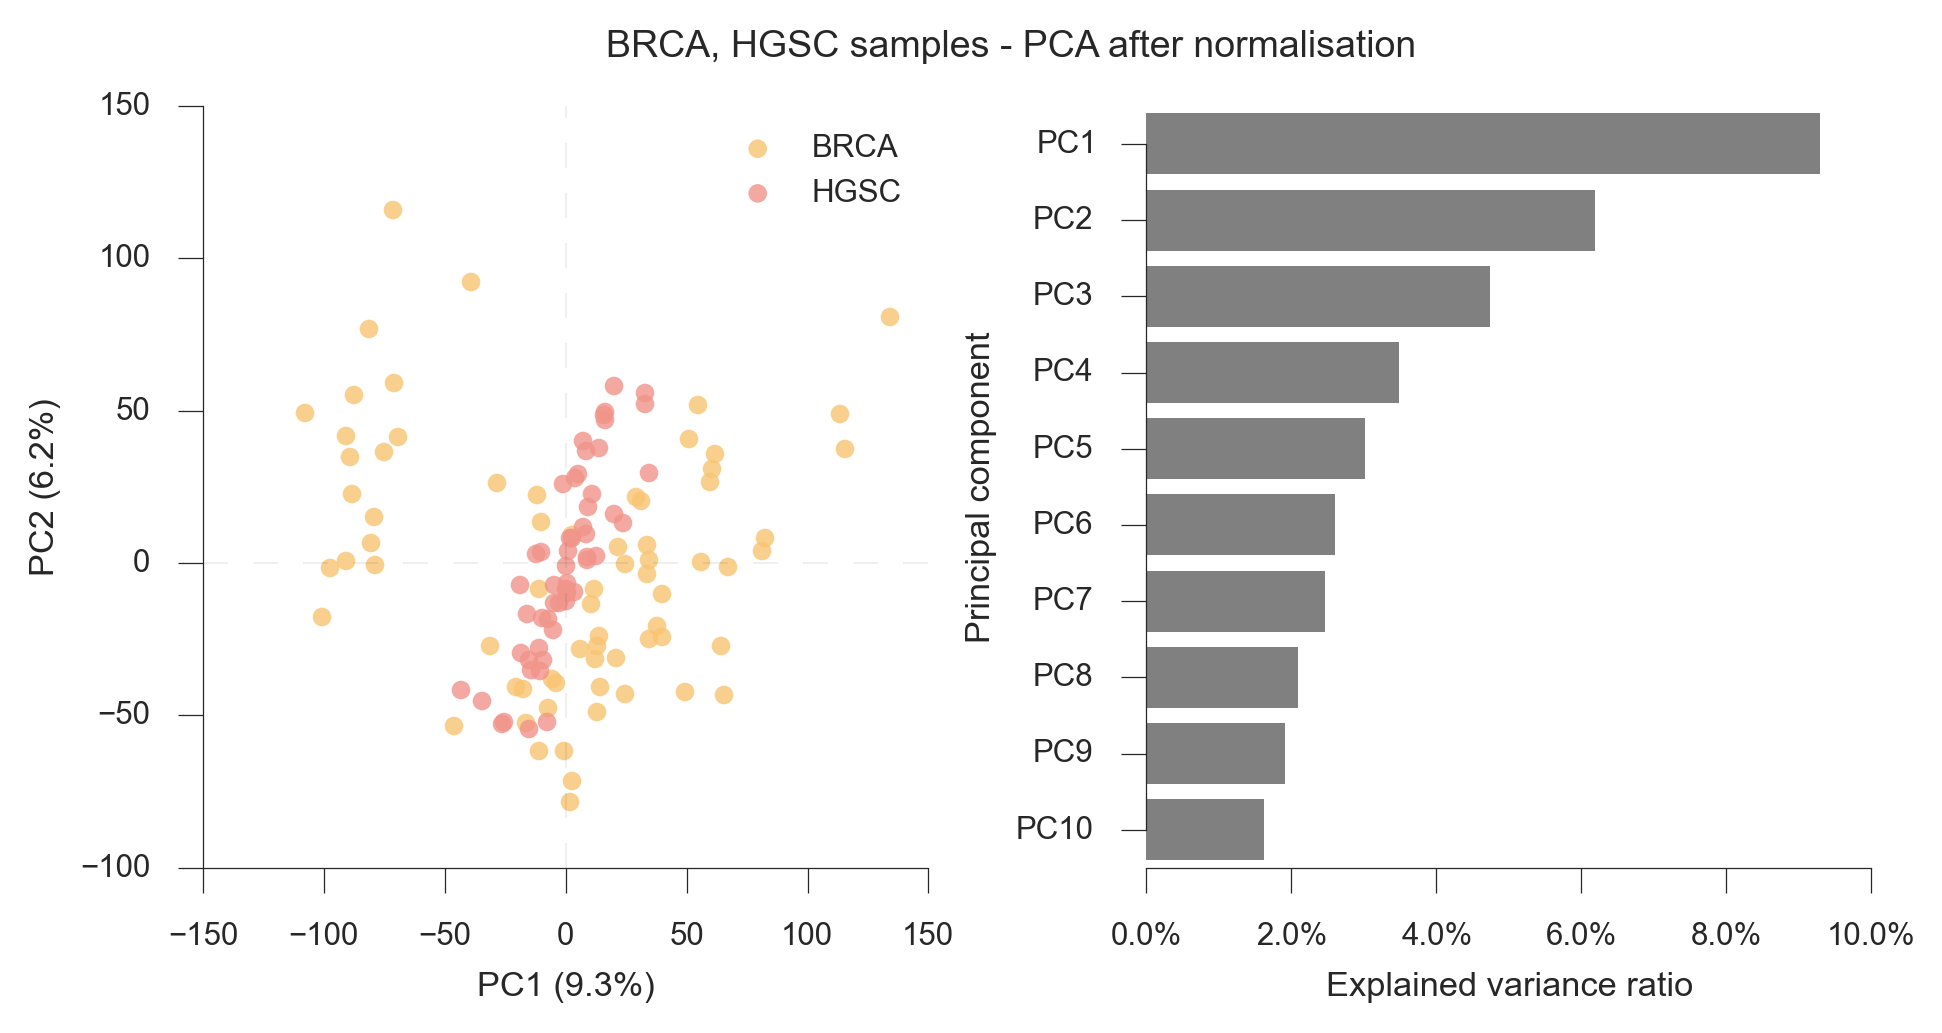 BRCA, HGSC samples - PCA after normalisation
150
100
50
0
−50
−100
PC2 (6.2%)
BRCA
HGSC
−150
−100
−50
0
50
100
150
PC1 (9.3%)
Principal component
PC1
PC2
PC3
PC4
PC5
PC6
PC7
PC8
PC9
PC10
0.0%
2.0%
4.0%
6.0%
8.0%
10.0%
Explained variance ratio